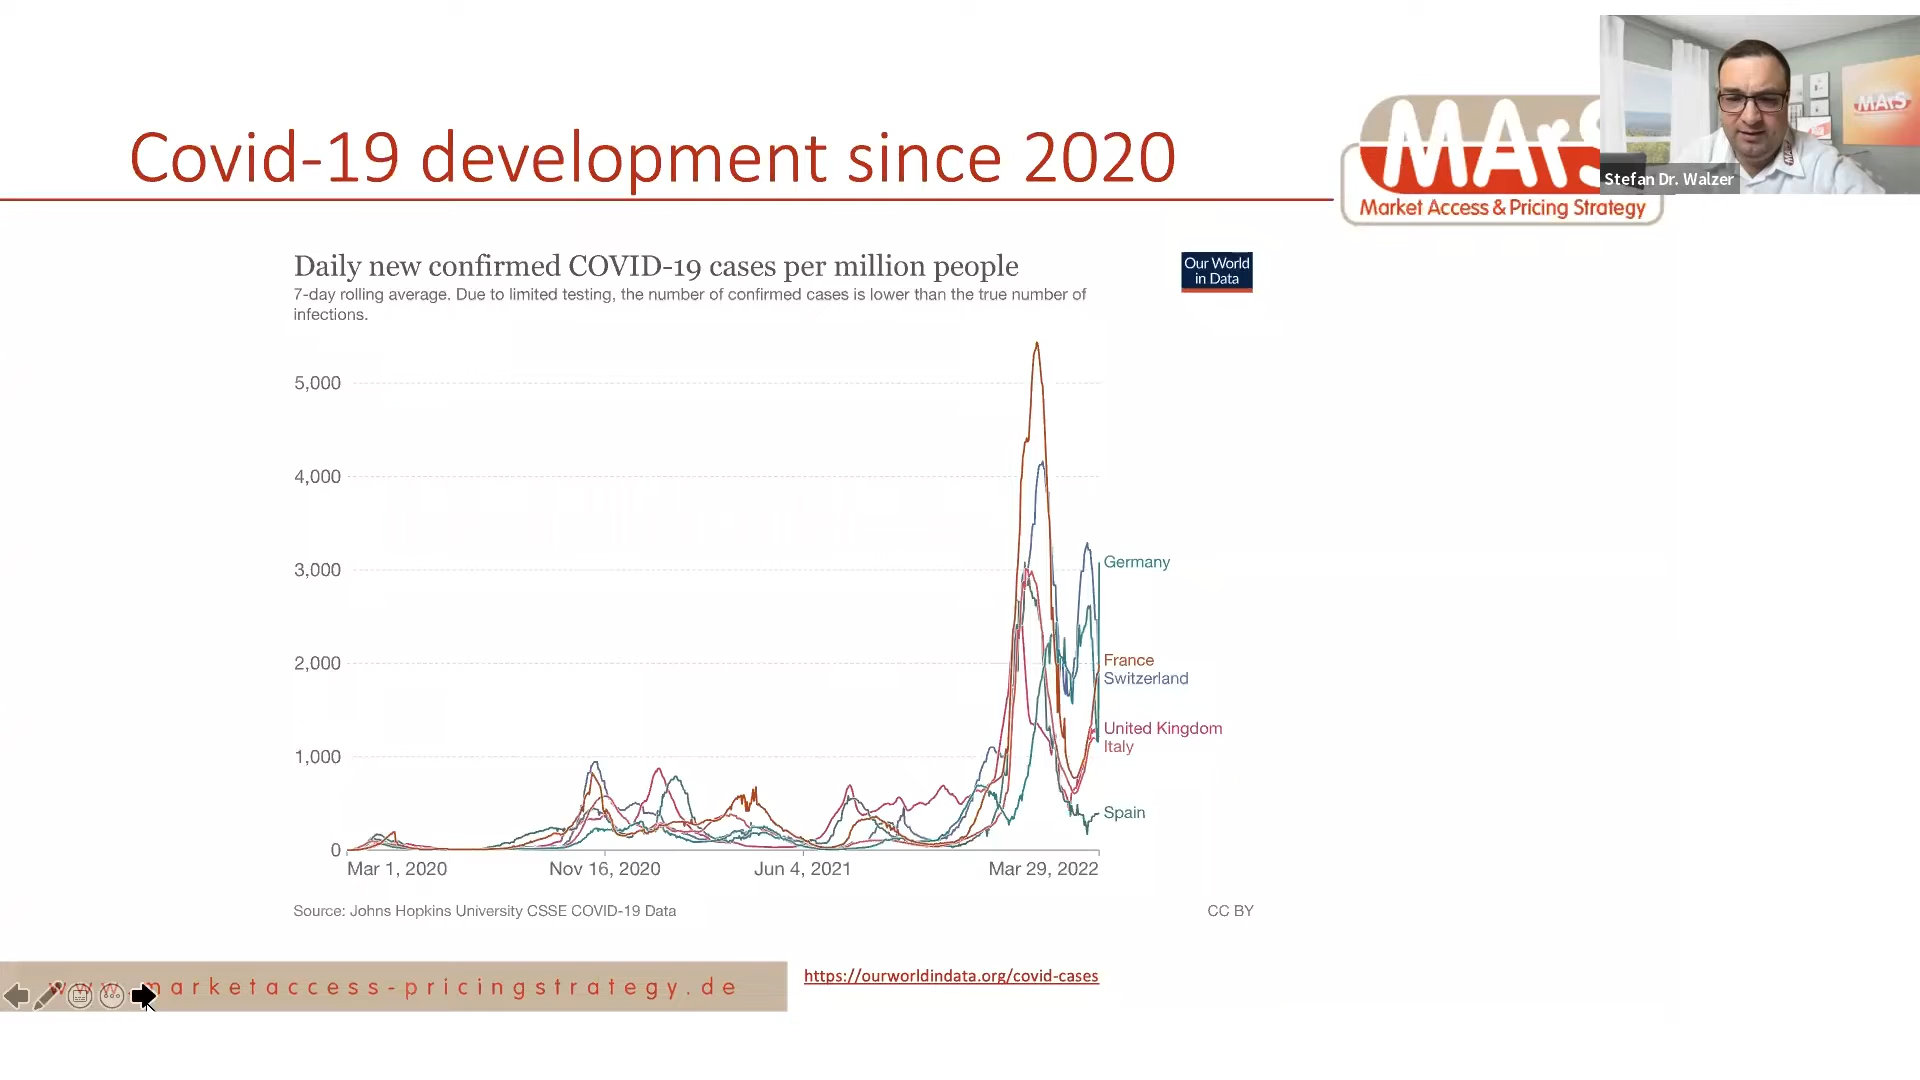 Covid-19 development since 2020
MArS
Market Access & Pricing Strategy
MArS
Stefan Dr. Walzer
Daily new confirmed COVID-19 cases per million people
Our World
in Data
7-day rolling average. Due to limited testing, the number of confirmed cases is lower than the true number of
infections.
5,000
4,000
3,000
2,000
1,000
0
Germany
France
Switzerland
United Kingdom
Italy
Spain
Mar 1, 2020
Nov 16, 2020
Jun 4, 2021
Mar 29, 2022
Source: Johns Hopkins University CSSE COVID-19 Data
CC BY
www.marketaccess-pricingstrategy.de
https://ourworldindata.org/covid-cases